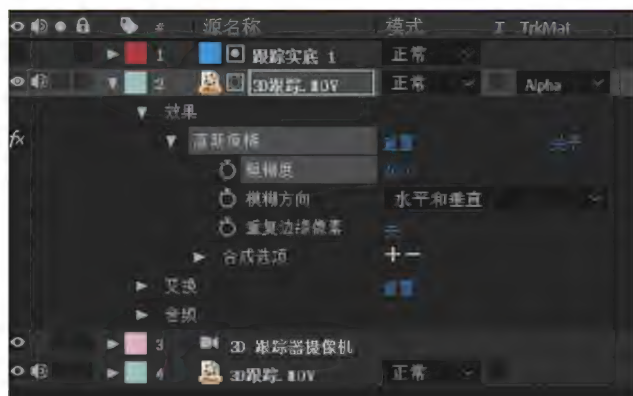 # 源名称 模式 T TrkMat
1 跟踪实底 1 正常
2 3D跟踪.MOV 正常 Alpha
效果
fx 高斯模糊 重置 关于
模糊度
模糊方向 水平和垂直
重复边缘像素 关
合成选项 +-
变换 重置
音频
3 3D 跟踪器摄像机
4 3D跟踪.MOV 正常